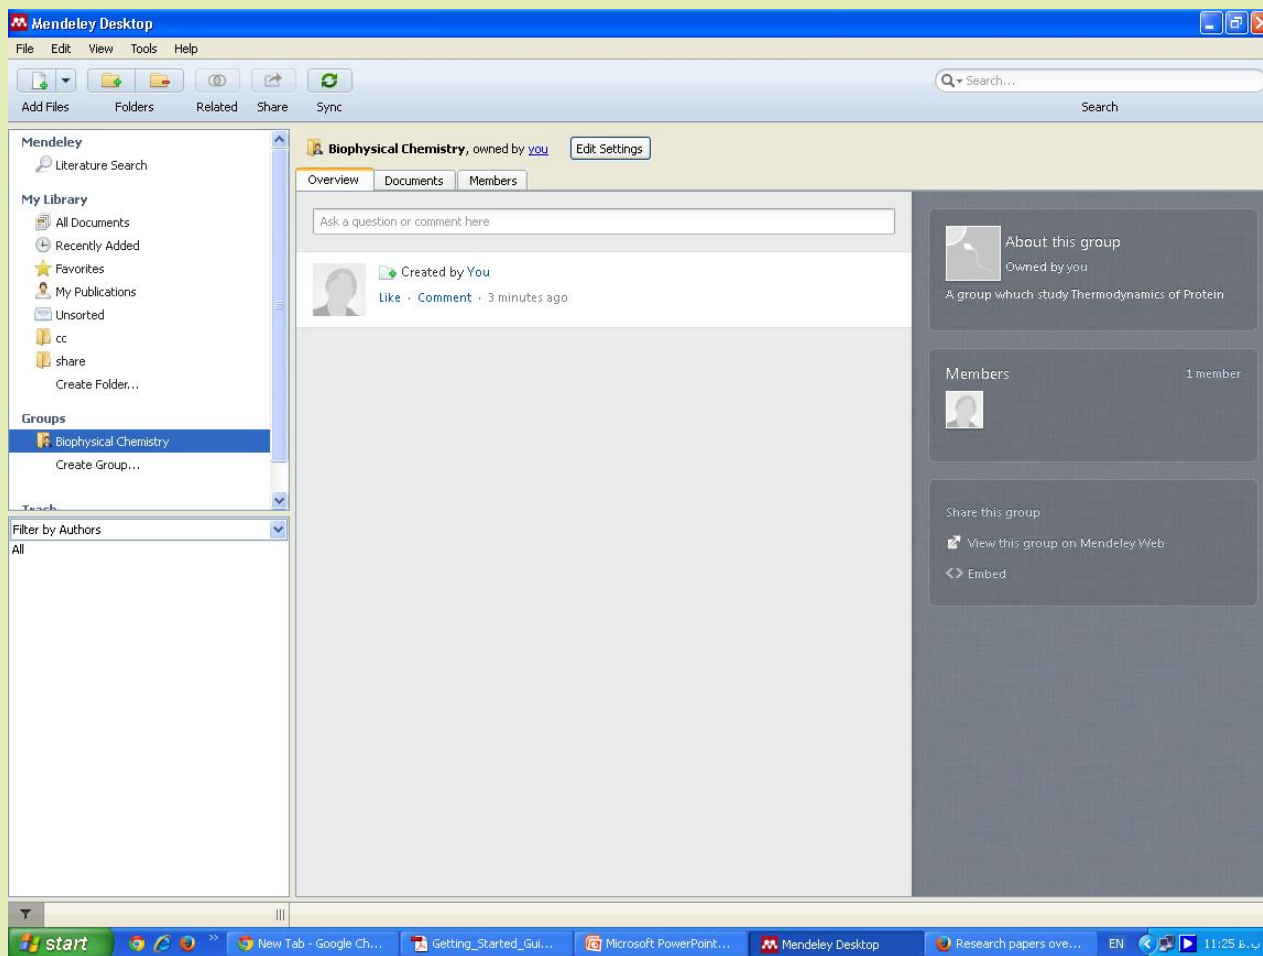 Mendeley Desktop
File Edit View Tools Help
Search...
Add Files Folders Related Share Sync Search
Mendeley
Literature Search
My Library
All Documents
Recently Added
Favorites
My Publications
Unsorted
cc
share
Create Folder...
Groups
Biophysical Chemistry
Create Group...
Trash
Filter by Authors
All
Biophysical Chemistry, owned by you Edit Settings
Overview Documents Members
Ask a question or comment here
Created by You
Like · Comment · 3 minutes ago
About this group
Owned by you
A group whuch study Thermodynamics of Protein
Members 1 member
Share this group
View this group on Mendeley Web
<> Embed
start New Tab - Google Ch... Getting_Started_Gui... Microsoft PowerPoint... Mendeley Desktop Research papers ove... EN 11:25 ب.ظ